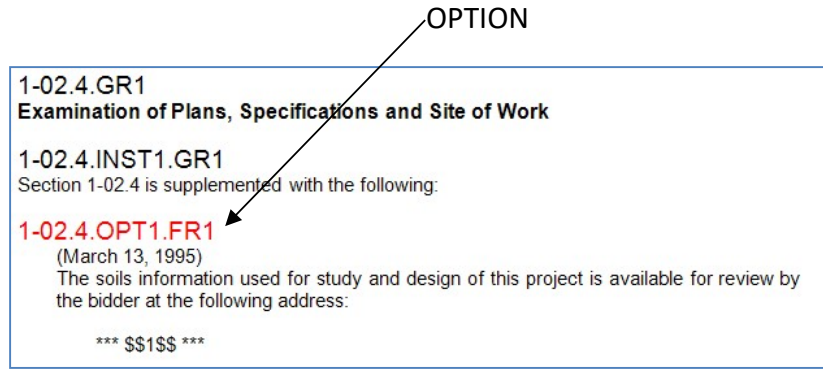 OPTION
1-02.4.GR1
Examination of Plans, Specifications and Site of Work
1-02.4.INST1.GR1
Section 1-02.4 is supplemented with the following:
1-02.4.OPT1.FR1
(March 13, 1995)
The soils information used for study and design of this project is available for review by
the bidder at the following address:
*** $$1$$ ***